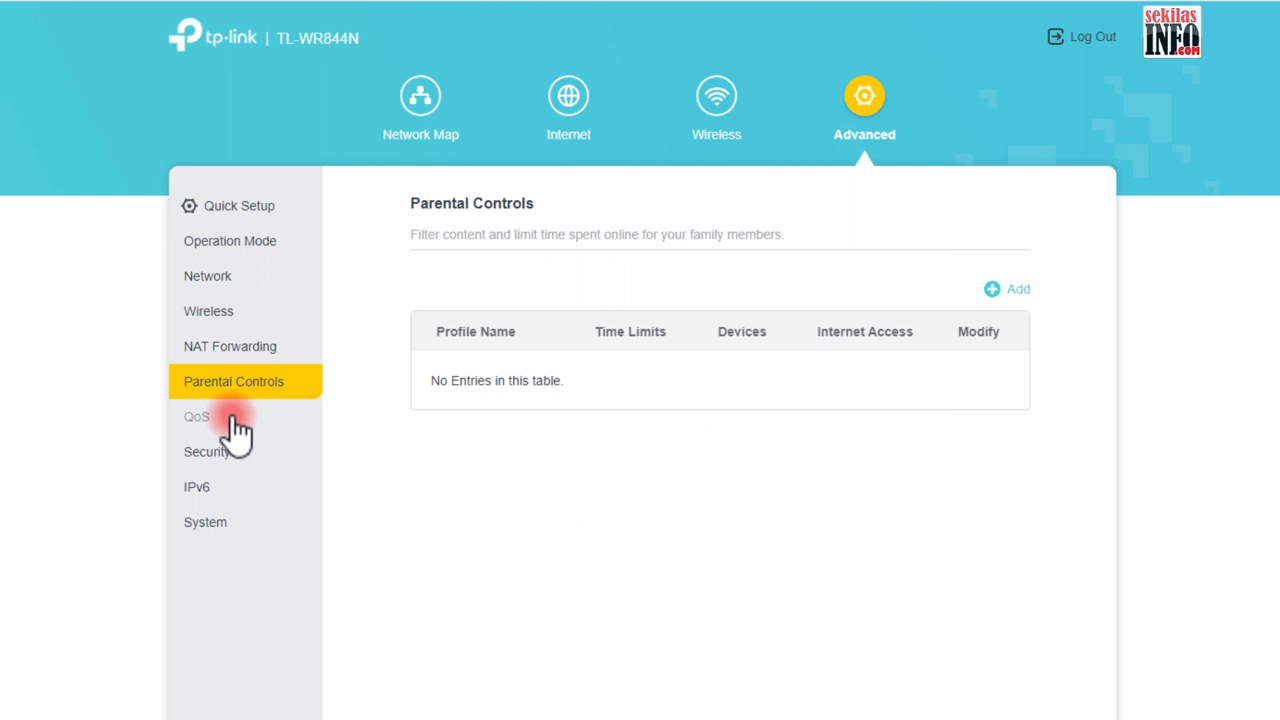 tp-link | TL-WR844N
Log Out
sekilas
INFO
.com
Network Map
Internet
Wireless
Advanced
Quick Setup
Operation Mode
Network
Wireless
NAT Forwarding
Parental Controls
QoS
Security
IPv6
System
Parental Controls
Filter content and limit time spent online for your family members.
Add
Profile Name Time Limits Devices Internet Access Modify
No Entries in this table.